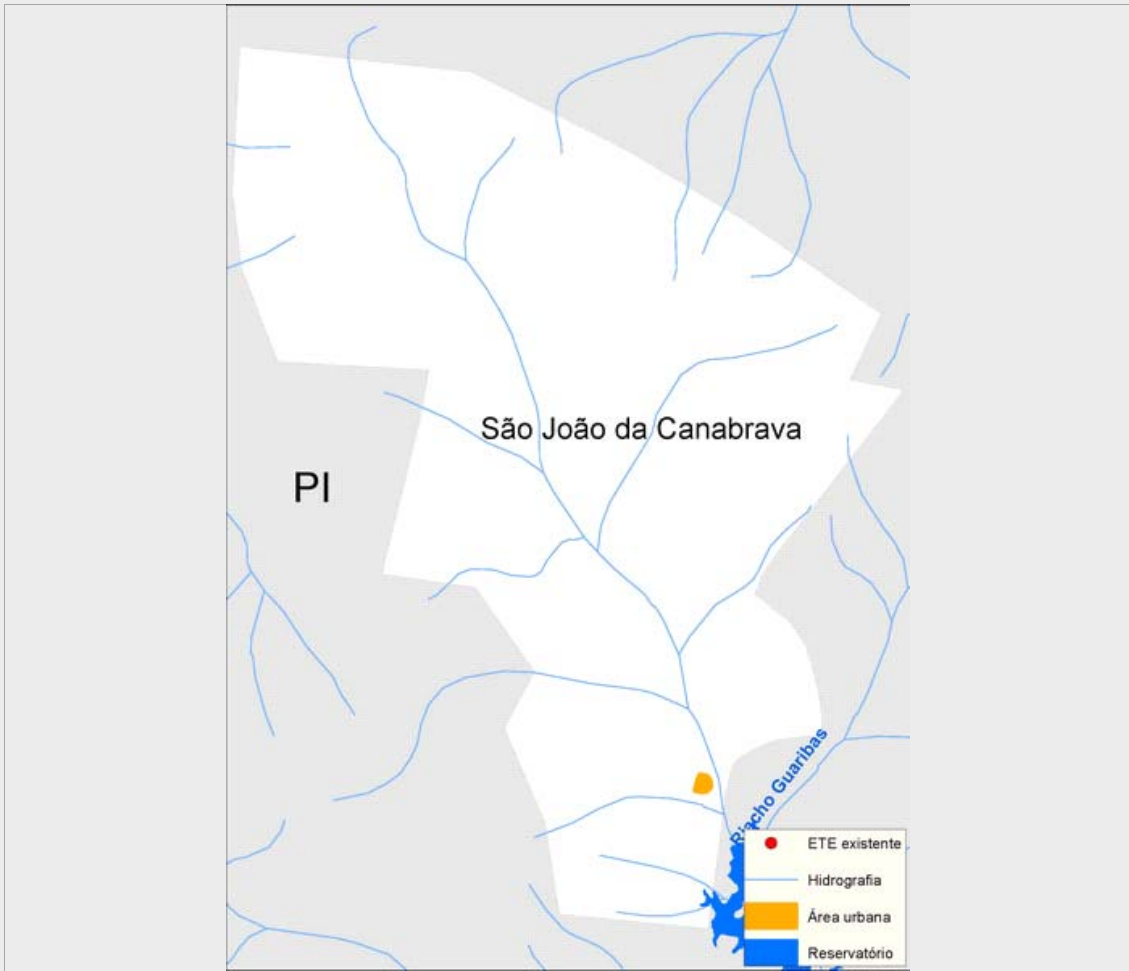 São João da Canabrava
PI
Riacho Guaribas
ETE existente
Hidrografia
Área urbana
Reservatório